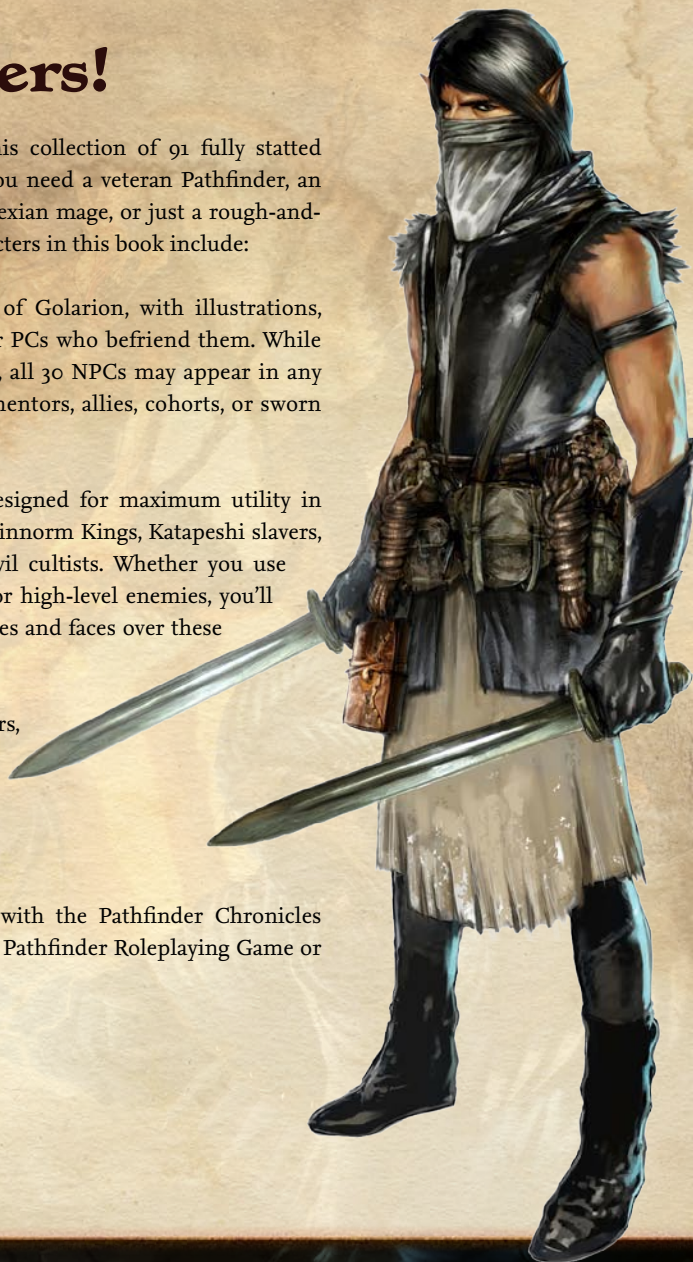 ers!
his collection of 91 fully statted
ou need a veteran Pathfinder, an
exian mage, or just a rough-and-
cters in this book include:
of Golarion, with illustrations,
r PCs who befriend them. While
, all 30 NPCs may appear in any
mentors, allies, cohorts, or sworn
esigned for maximum utility in
innorm Kings, Katapeshi slavers,
vil cultists. Whether you use
or high-level enemies, you’ll
es and faces over these
rs,
with the Pathfinder Chronicles
Pathfinder Roleplaying Game or